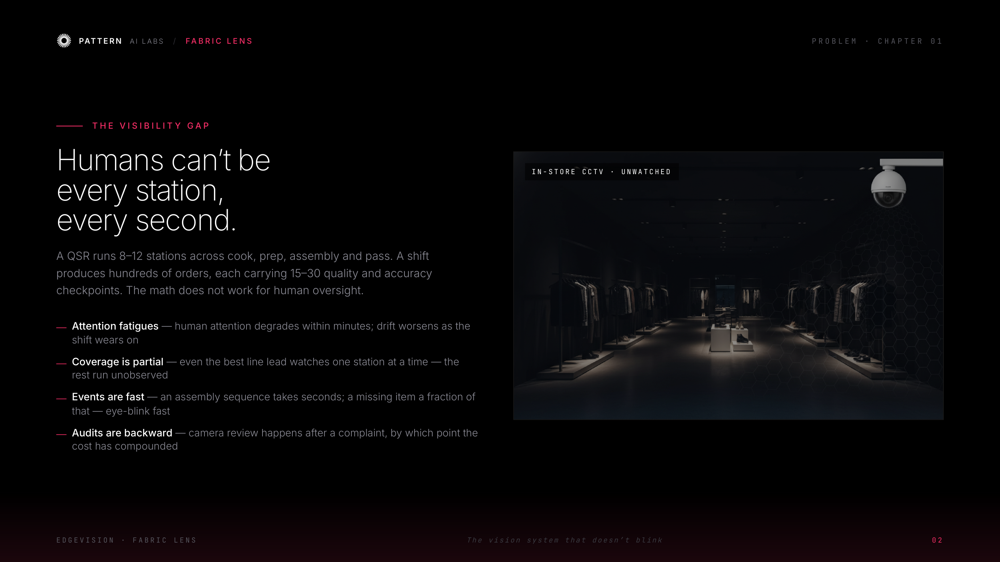 PATTERN AI LABS / FABRIC LENS
PROBLEM · CHAPTER 01
THE VISIBILITY GAP
Humans can’t be
every station,
every second.
A QSR runs 8–12 stations across cook, prep, assembly and pass. A shift
produces hundreds of orders, each carrying 15–30 quality and accuracy
checkpoints. The math does not work for human oversight.
— Attention fatigues — human attention degrades within minutes; drift worsens as the
shift wears on
— Coverage is partial — even the best line lead watches one station at a time — the
rest run unobserved
— Events are fast — an assembly sequence takes seconds; a missing item a fraction of
that — eye-blink fast
— Audits are backward — camera review happens after a complaint, by which point the
cost has compounded
IN-STORE CCTV · UNWATCHED
EDGEVISION · FABRIC LENS
The vision system that doesn’t blink
02